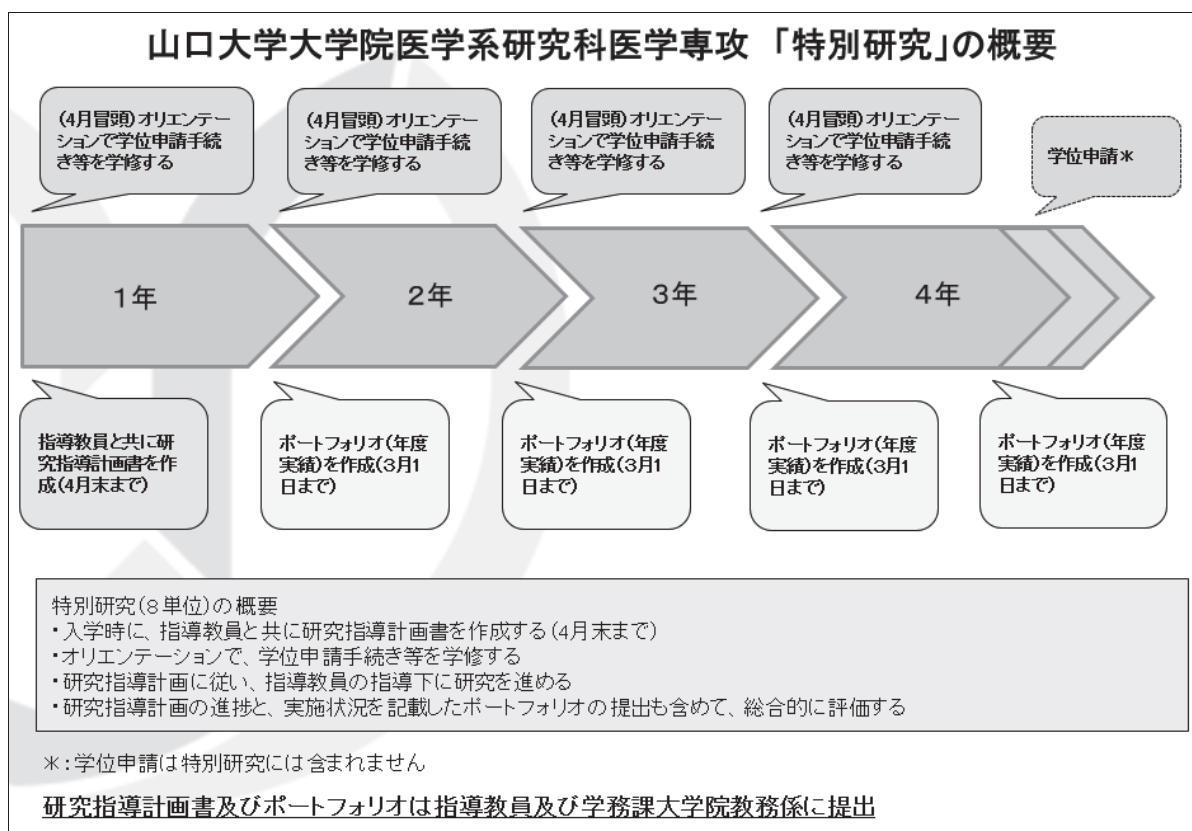 山口大学大学院医学系研究科医学専攻 「特別研究」の概要
(4月冒頭)オリエンテー
ションで学位申請手続
き等を学修する
(4月冒頭)オリエンテー
ションで学位申請手続
き等を学修する
(4月冒頭)オリエンテー
ションで学位申請手続
き等を学修する
(4月冒頭)オリエンテー
ションで学位申請手続
き等を学修する
学位申請＊
1年
2年
3年
4年
指導教員と共に研
究指導計画書を作
成(4月末まで)
ポートフォリオ(年度
実績)を作成(3月1
日まで)
ポートフォリオ(年度
実績)を作成(3月1
日まで)
ポートフォリオ(年度
実績)を作成(3月1
日まで)
ポートフォリオ(年度
実績)を作成(3月1
日まで)
特別研究(8単位)の概要
・入学時に、指導教員と共に研究指導計画書を作成する(4月末まで)
・オリエンテーションで、学位申請手続き等を学修する
・研究指導計画に従い、指導教員の指導下に研究を進める
・研究指導計画の進捗と、実施状況を記載したポートフォリオの提出も含めて、総合的に評価する
＊：学位申請は特別研究には含まれません
研究指導計画書及びポートフォリオは指導教員及び学務課大学院教務係に提出